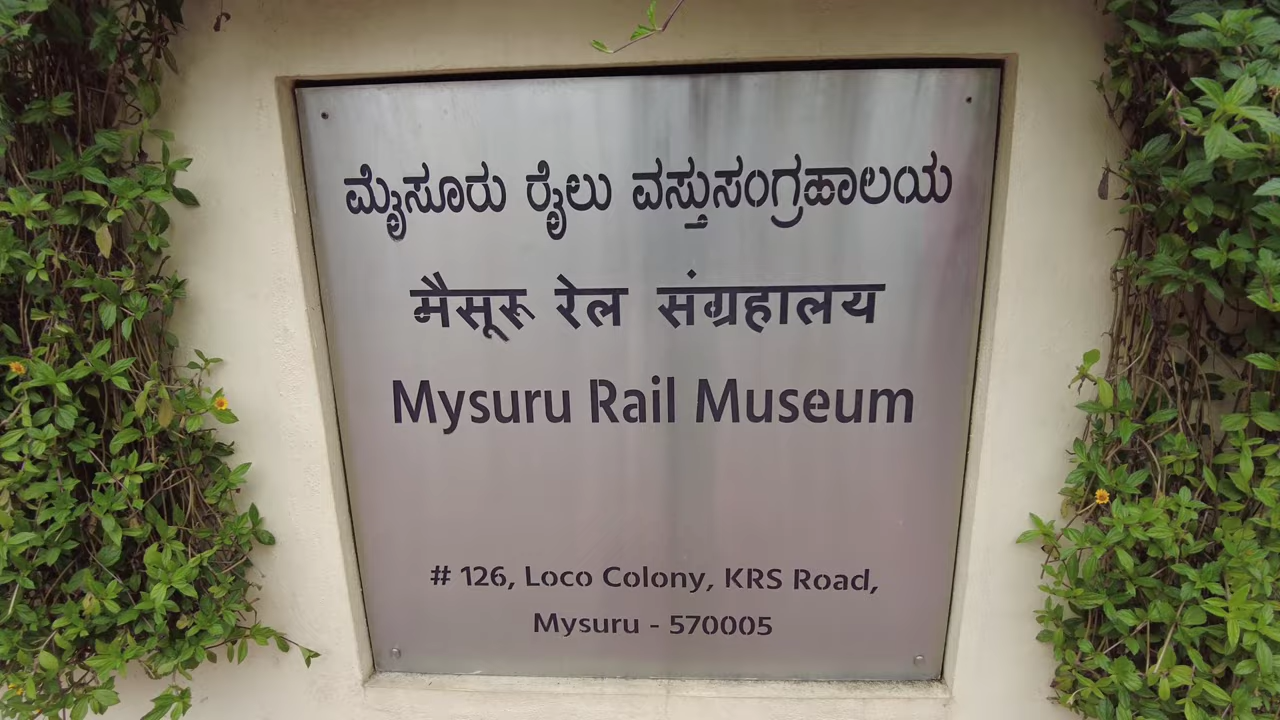 ಮೈಸೂರು ರೈಲು ವಸ್ತುಸಂಗ್ರಹಾಲಯ
मैसूरू रेल संग्रहालय
Mysuru Rail Museum
# 126, Loco Colony, KRS Road,
Mysuru - 570005